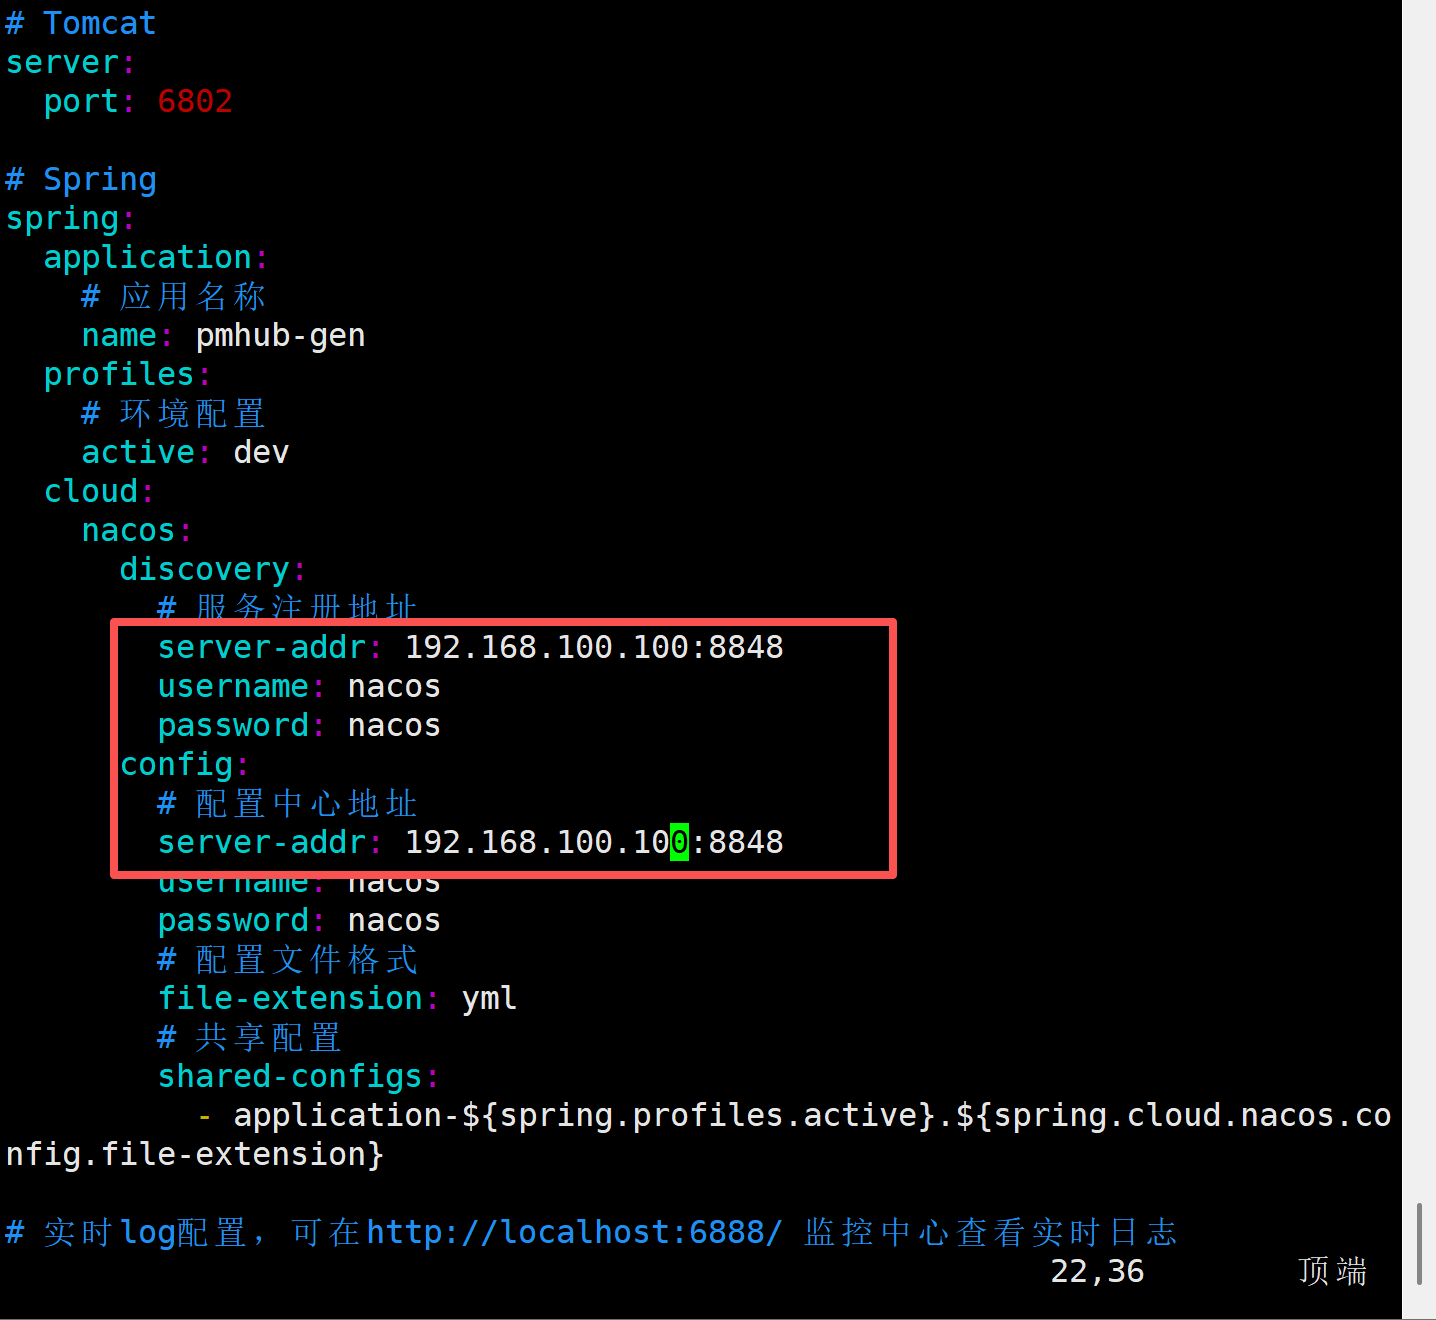 # Tomcat
server:
  port: 6802

# Spring
spring:
  application:
    # 应用名称
    name: pmhub-gen
  profiles:
    # 环境配置
    active: dev
  cloud:
    nacos:
      discovery:
        # 服务注册地址
        server-addr: 192.168.100.100:8848
        username: nacos
        password: nacos
      config:
        # 配置中心地址
        server-addr: 192.168.100.100:8848
        username: nacos
        password: nacos
        # 配置文件格式
        file-extension: yml
        # 共享配置
        shared-configs:
          - application-${spring.profiles.active}.${spring.cloud.nacos.co
nfig.file-extension}

# 实时log配置，可在http://localhost:6888/ 监控中心查看实时日志
22,36 顶端